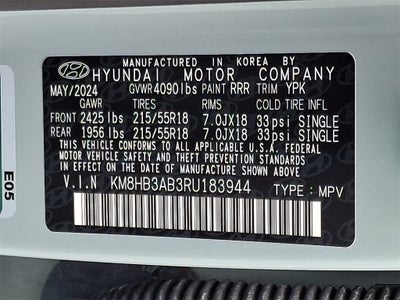 MANUFACTURED IN KOREA BY
HYUNDAI MOTOR COMPANY
MAY/2024 GVWR 4090lbs PAINT RRR TRIM YPK
GAWR TIRES RIMS COLD TIRE INFL
FRONT 2425lbs 215/55R18 7.0JX18 33psi SINGLE
REAR 1956lbs 215/55R18 7.0JX18 33psi SINGLE
THIS VEHICLE CONFORMS TO ALL APPLICABLE U.S.A. FEDERAL
MOTOR VEHICLE SAFETY, BUMPER, AND THEFT PREVENTION
STANDARDS IN EFFECT ON THE DATE OF MANUFACTURE SHOWN ABOVE.
V.I.N KM8HB3AB3RU183944 TYPE: MPV
E05